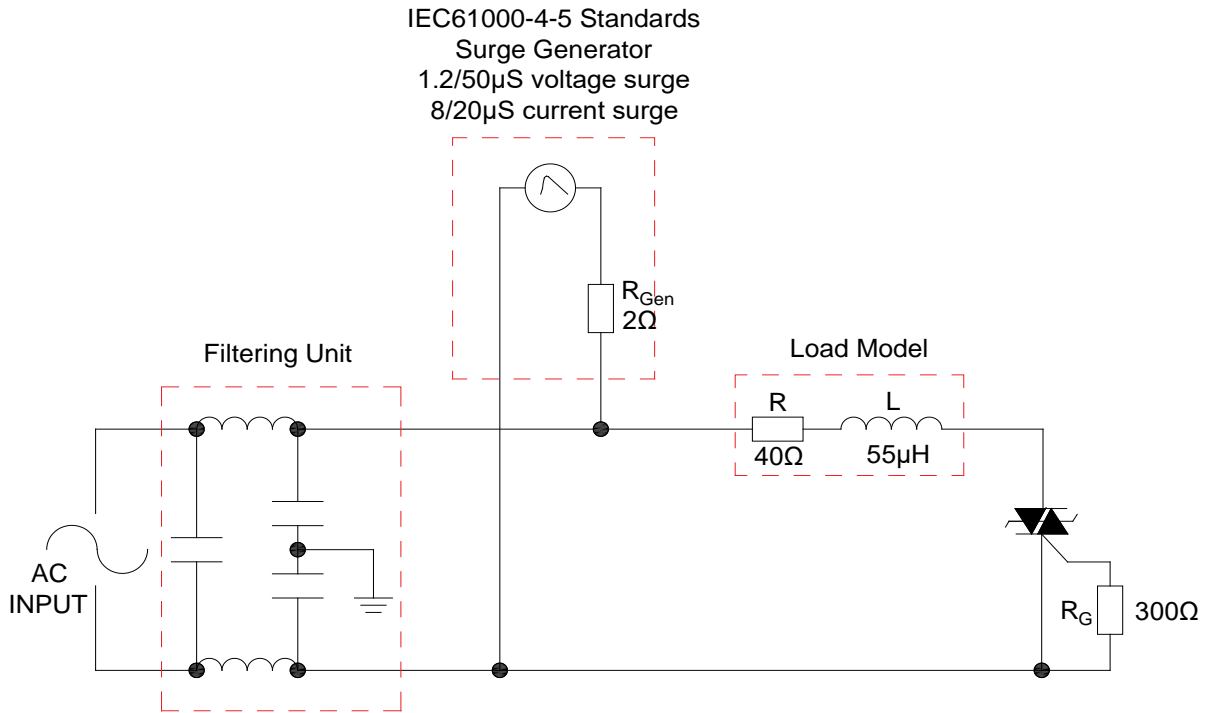 IEC61000-4-5 Standards
Surge Generator
1.2/50µS voltage surge
8/20µS current surge
RGen
2Ω
Filtering Unit
Load Model
R
L
40Ω
55µH
AC
INPUT
RG
300Ω